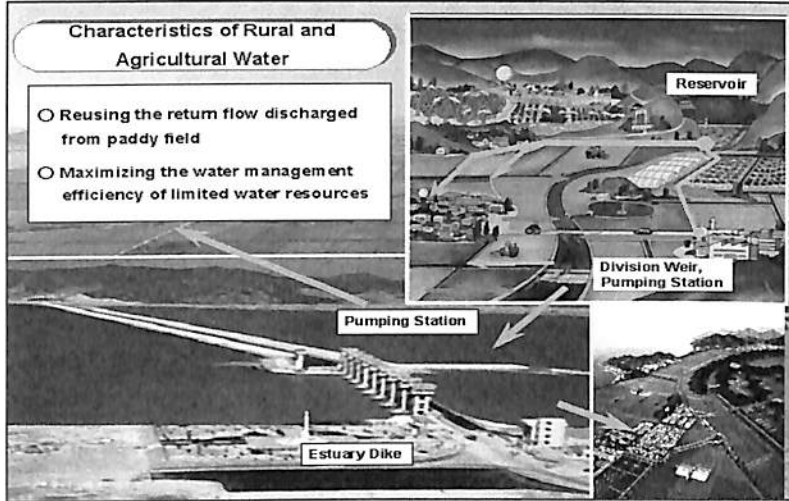 Characteristics of Rural and
Agricultural Water
○ Reusing the return flow discharged
from paddy field
○ Maximizing the water management
efficiency of limited water resources
Reservoir
Division Weir,
Pumping Station
Pumping Station
Estuary Dike